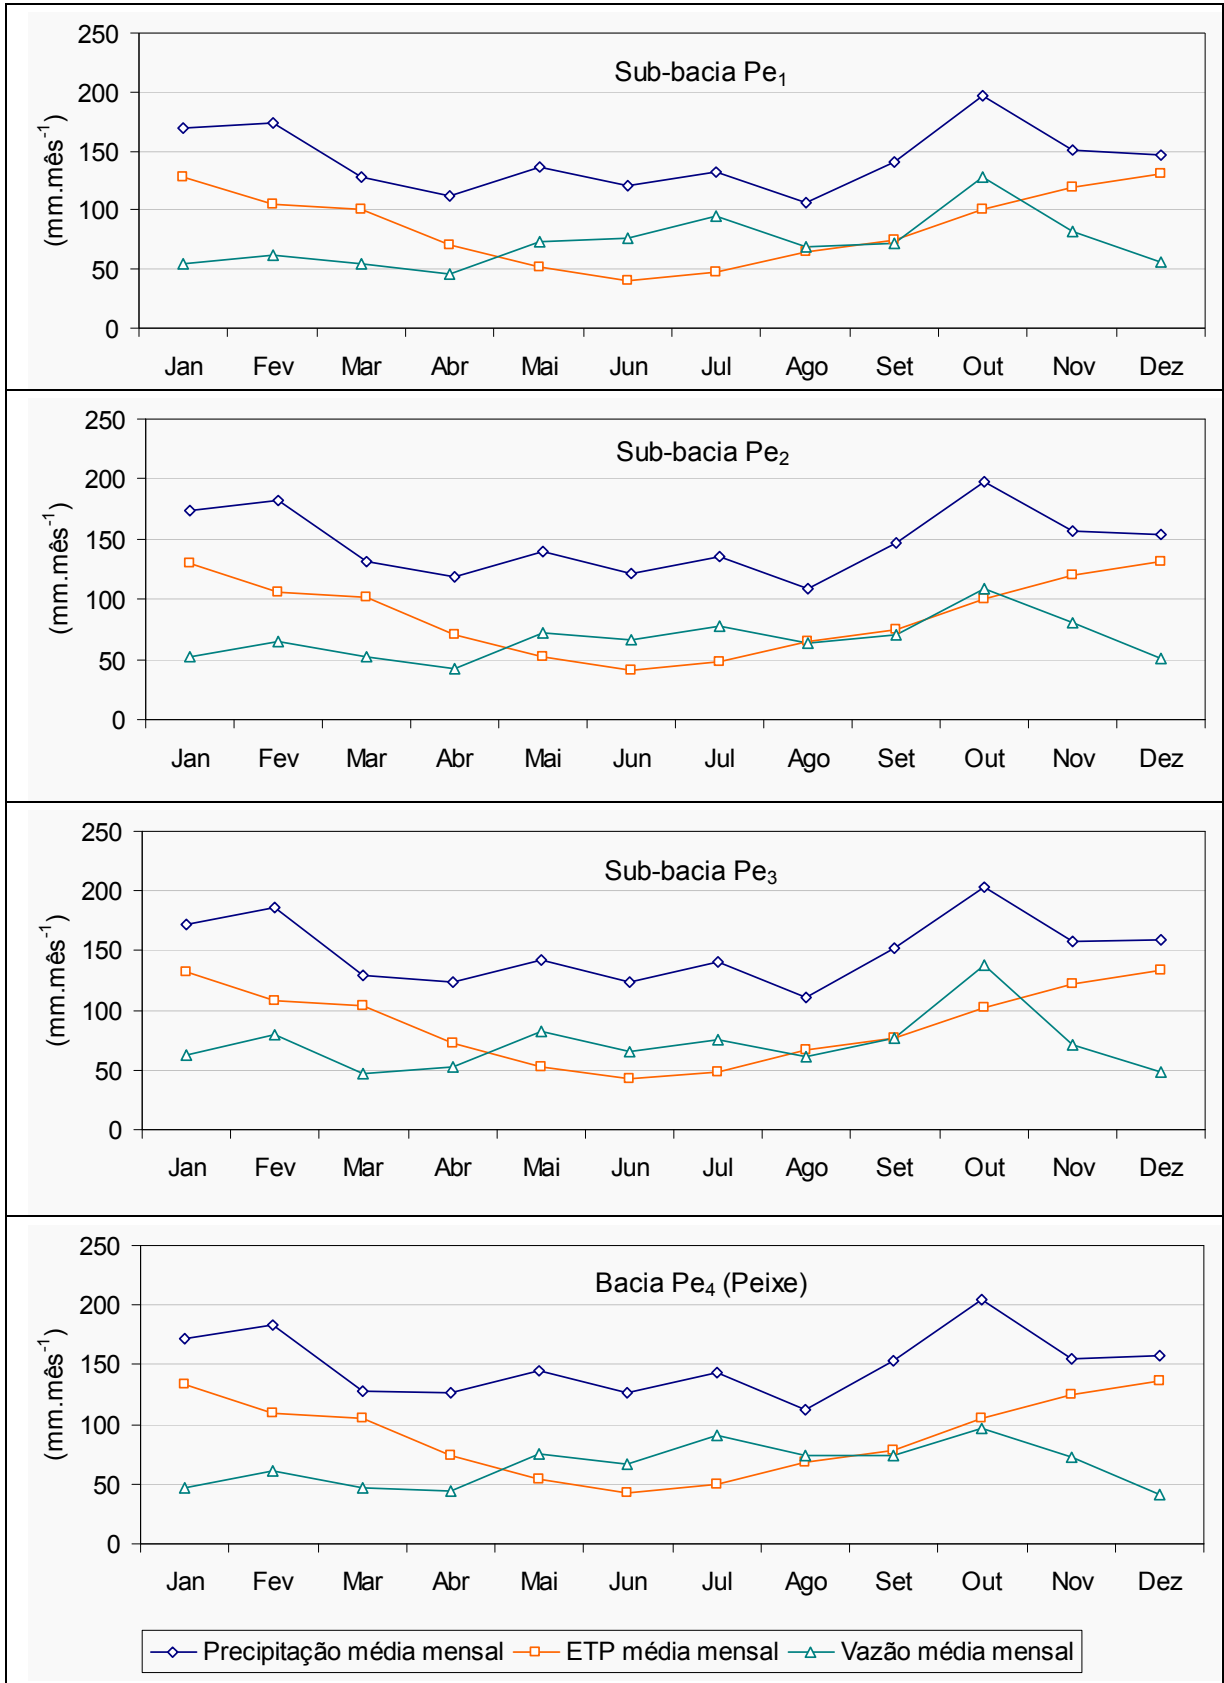 250
200
150
100
50
0
(mm.mês⁻¹)
Sub-bacia Pe₁
Jan Fev Mar Abr Mai Jun Jul Ago Set Out Nov Dez
250
200
150
100
50
0
(mm.mês⁻¹)
Sub-bacia Pe₂
Jan Fev Mar Abr Mai Jun Jul Ago Set Out Nov Dez
250
200
150
100
50
0
(mm.mês⁻¹)
Sub-bacia Pe₃
Jan Fev Mar Abr Mai Jun Jul Ago Set Out Nov Dez
250
200
150
100
50
0
(mm.mês⁻¹)
Bacia Pe₄ (Peixe)
Jan Fev Mar Abr Mai Jun Jul Ago Set Out Nov Dez
Precipitação média mensal ETP média mensal Vazão média mensal